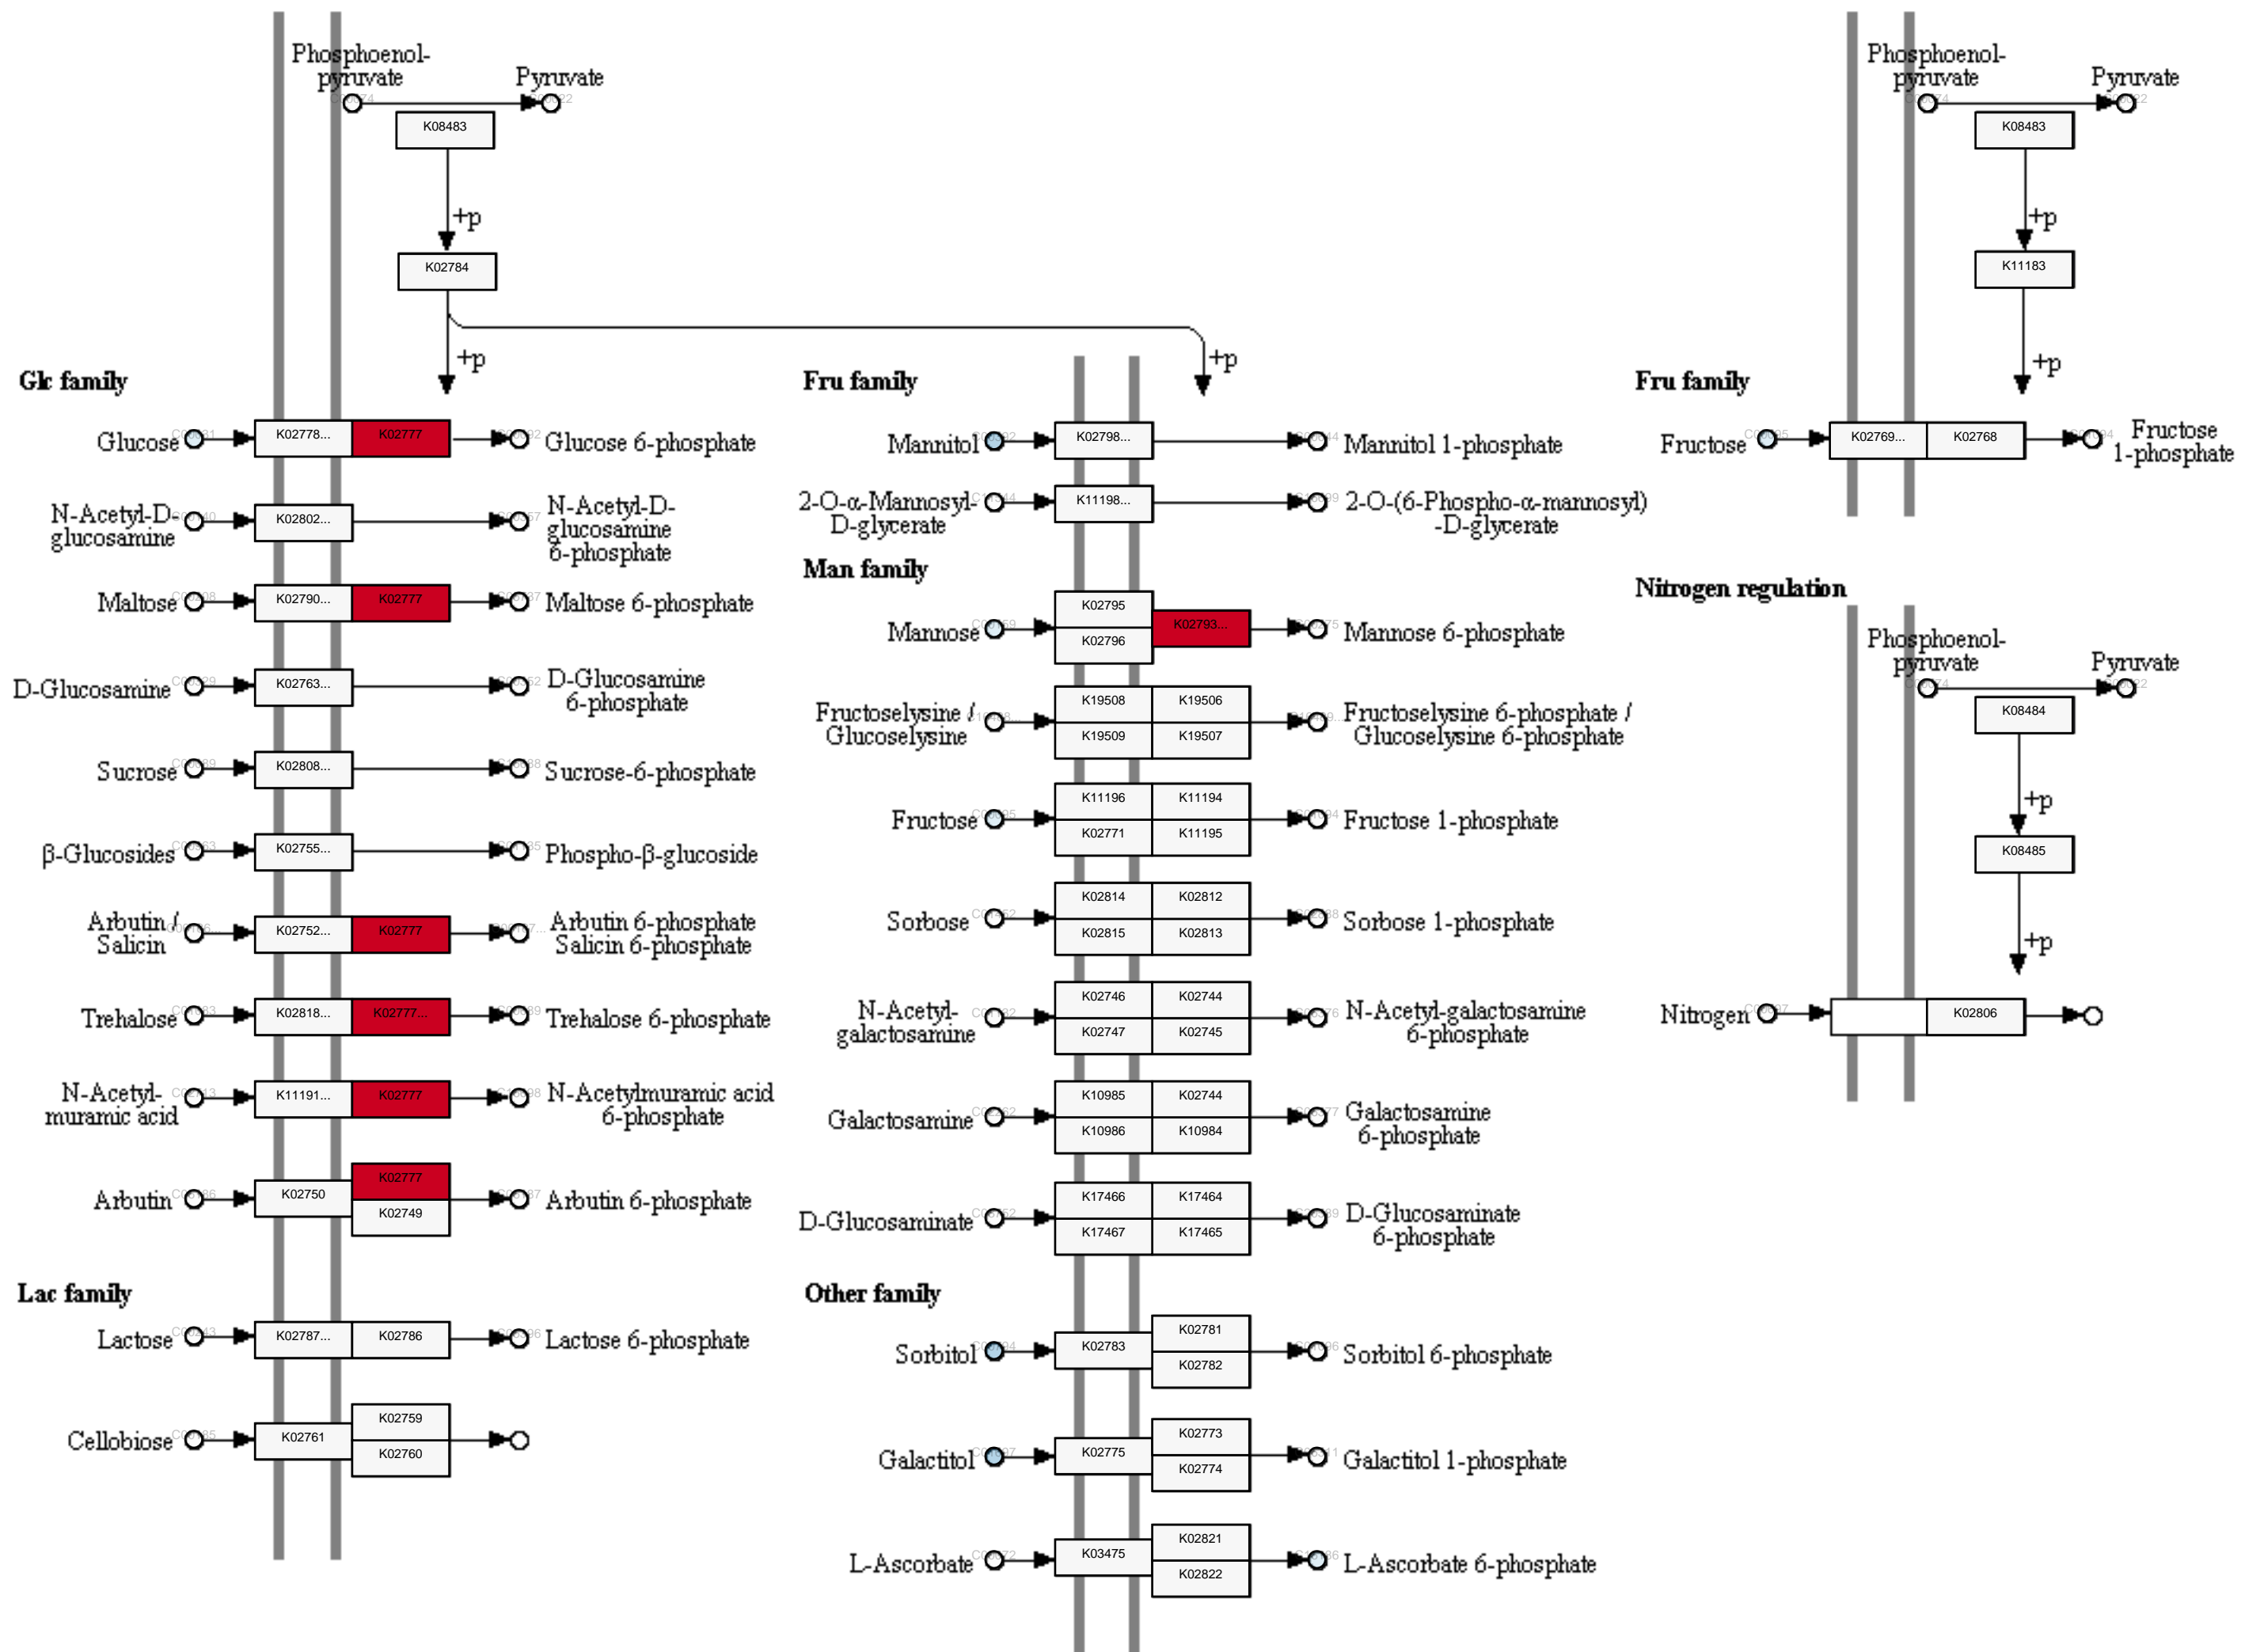 Phosphoenol-
pyruvate
Pyruvate
K08483
+p
K02784
+p
+p
Glc family
Glucose
K02778...
K02777
Glucose 6-phosphate
N-Acetyl-D-
glucosamine
K02802...
N-Acetyl-D-
glucosamine
6-phosphate
Maltose
K02790...
K02777
Maltose 6-phosphate
D-Glucosamine
K02763...
D-Glucosamine
6-phosphate
Sucrose
K02808...
Sucrose-6-phosphate
β-Glucosides
K02755...
Phospho-β-glucoside
Arbutin /
Salicin
K02752...
K02777
Arbutin 6-phosphate
Salicin 6-phosphate
Trehalose
K02818...
K02777...
Trehalose 6-phosphate
N-Acetyl-
muramic acid
K11191...
K02777
N-Acetylmuramic acid
6-phosphate
Arbutin
K02750
K02777
K02749
Arbutin 6-phosphate
Lac family
Lactose
K02787...
K02786
Lactose 6-phosphate
Cellobiose
K02761
K02759
K02760
Fru family
Mannitol
K02798...
Mannitol 1-phosphate
2-O-α-Mannosyl-
D-glycerate
K11198...
2-O-(6-Phospho-α-mannosyl)
-D-glycerate
Man family
Mannose
K02795
K02796
K02793...
Mannose 6-phosphate
Fructoselysine /
Glucoselysine
K19508
K19506
K19509
K19507
Fructoselysine 6-phosphate /
Glucoselysine 6-phosphate
Fructose
K11196
K11194
K02771
K11195
Fructose 1-phosphate
Sorbose
K02814
K02812
K02815
K02813
Sorbose 1-phosphate
N-Acetyl-
galactosamine
K02746
K02744
K02747
K02745
N-Acetyl-galactosamine
6-phosphate
Galactosamine
K10985
K02744
K10986
K10984
Galactosamine
6-phosphate
D-Glucosaminate
K17466
K17464
K17467
K17465
D-Glucosaminate
6-phosphate
Other family
Sorbitol
K02783
K02781
K02782
Sorbitol 6-phosphate
Galactitol
K02775
K02773
K02774
Galactitol 1-phosphate
L-Ascorbate
K03475
K02821
K02822
L-Ascorbate 6-phosphate
Phosphoenol-
pyruvate
Pyruvate
K08483
+p
K11183
+p
Fru family
Fructose
K02769...
K02768
Fructose
1-phosphate
Nitrogen regulation
Phosphoenol-
pyruvate
Pyruvate
K08484
+p
K08485
+p
Nitrogen
K02806